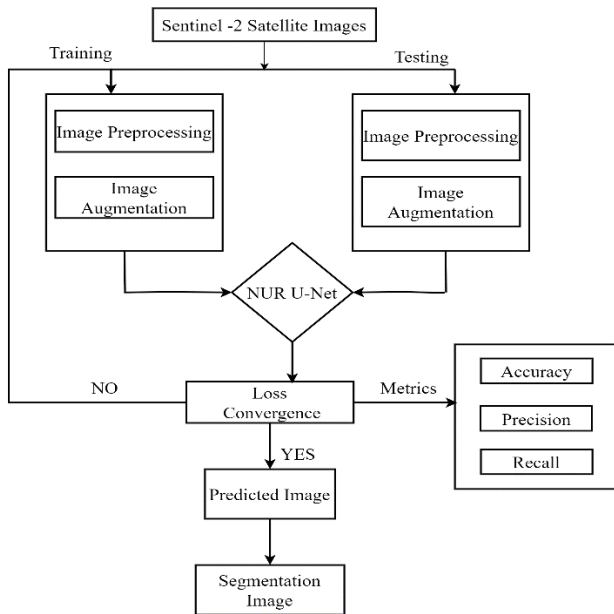 Sentinel -2 Satellite Images
Training
Testing
Image Preprocessing
Image
Augmentation
Image Preprocessing
Image
Augmentation
NUR U-Net
NO
Loss
Convergence
Metrics
Accuracy
Precision
Recall
YES
Predicted Image
Segmentation
Image